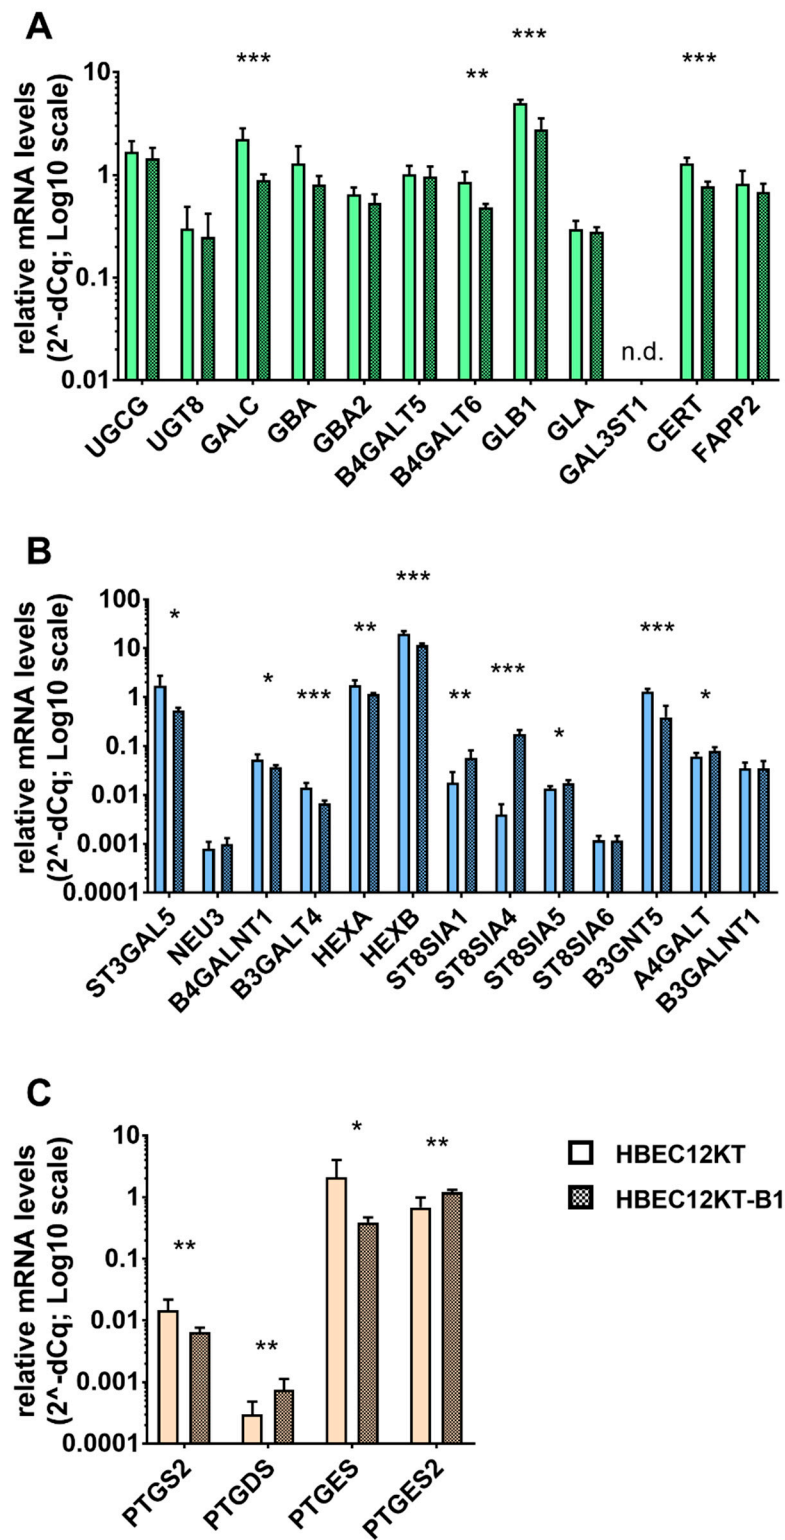 A
relative mRNA levels
(2^-dCq; Log10 scale)
10
1
0.1
0.01
***
**
***
***
n.d.
UGCG
UGT8
GALC
GBA
GBA2
B4GALT5
B4GALT6
GLB1
GLA
GAL3ST1
CERT
FAPP2
B
relative mRNA levels
(2^-dCq; Log10 scale)
100
10
1
0.1
0.01
0.001
0.0001
*
*
***
**
***
**
***
*
***
*
ST3GAL5
NEU3
B4GALNT1
B3GALT4
HEXA
HEXB
ST8SIA1
ST8SIA4
ST8SIA5
ST8SIA6
B3GNT5
A4GALT
B3GALNT1
C
relative mRNA levels
(2^-dCq; Log10 scale)
10
1
0.1
0.01
0.001
0.0001
**
**
*
**
PTGS2
PTGDS
PTGES
PTGES2
HBEC12KT
HBEC12KT-B1